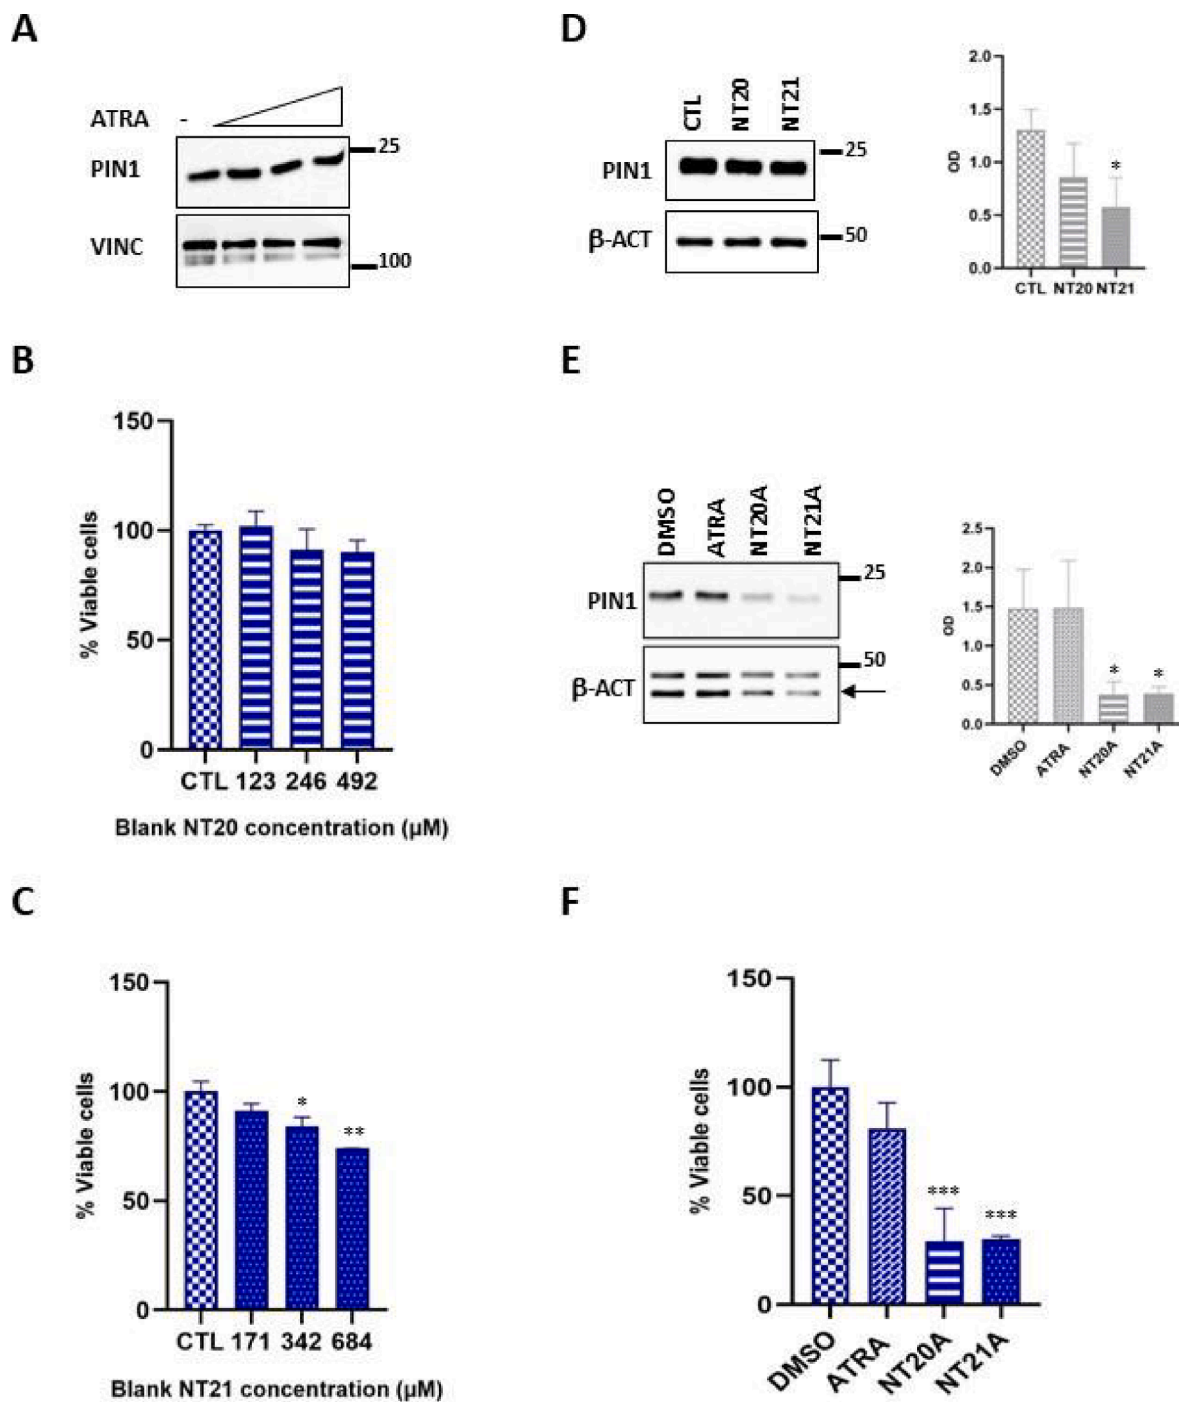 A
ATRA -
PIN1
25
VINC
100
B
150
100
50
0
% Viable cells
CTL 123 246 492
Blank NT20 concentration (µM)
C
150
100
50
0
% Viable cells
*
**
CTL 171 342 684
Blank NT21 concentration (µM)
D
CTL NT20 NT21
PIN1
25
β-ACT
50
2.0
1.5
1.0
0.5
0.0
OD
*
CTL NT20 NT21
E
DMSO ATRA NT20A NT21A
PIN1
25
β-ACT
50
2.5
2.0
1.5
1.0
0.5
0.0
OD
* *
DMSO ATRA NT20A NT21A
F
150
100
50
0
% Viable cells
*** ***
DMSO ATRA NT20A NT21A